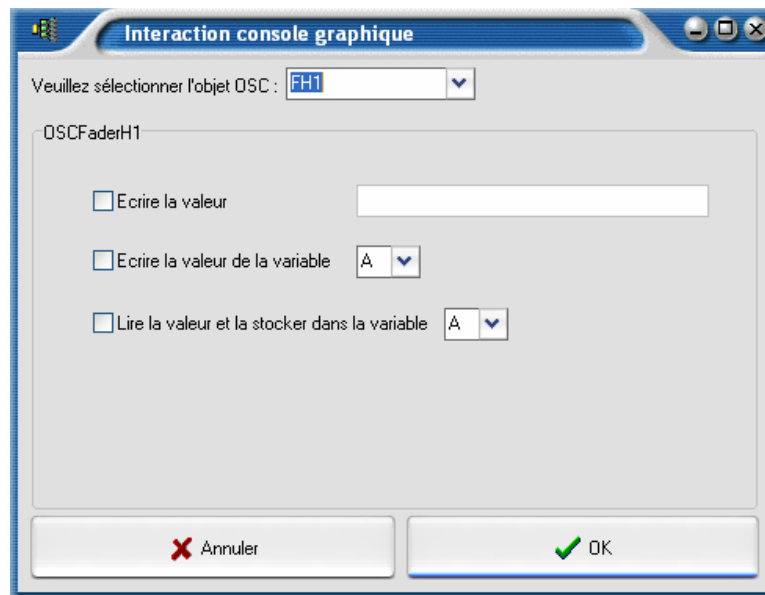 Interaction console graphique
Veuillez sélectionner l'objet OSC : FH1
OSCFaderH1
Ecrire la valeur
Ecrire la valeur de la variable A
Lire la valeur et la stocker dans la variable A
Annuler OK